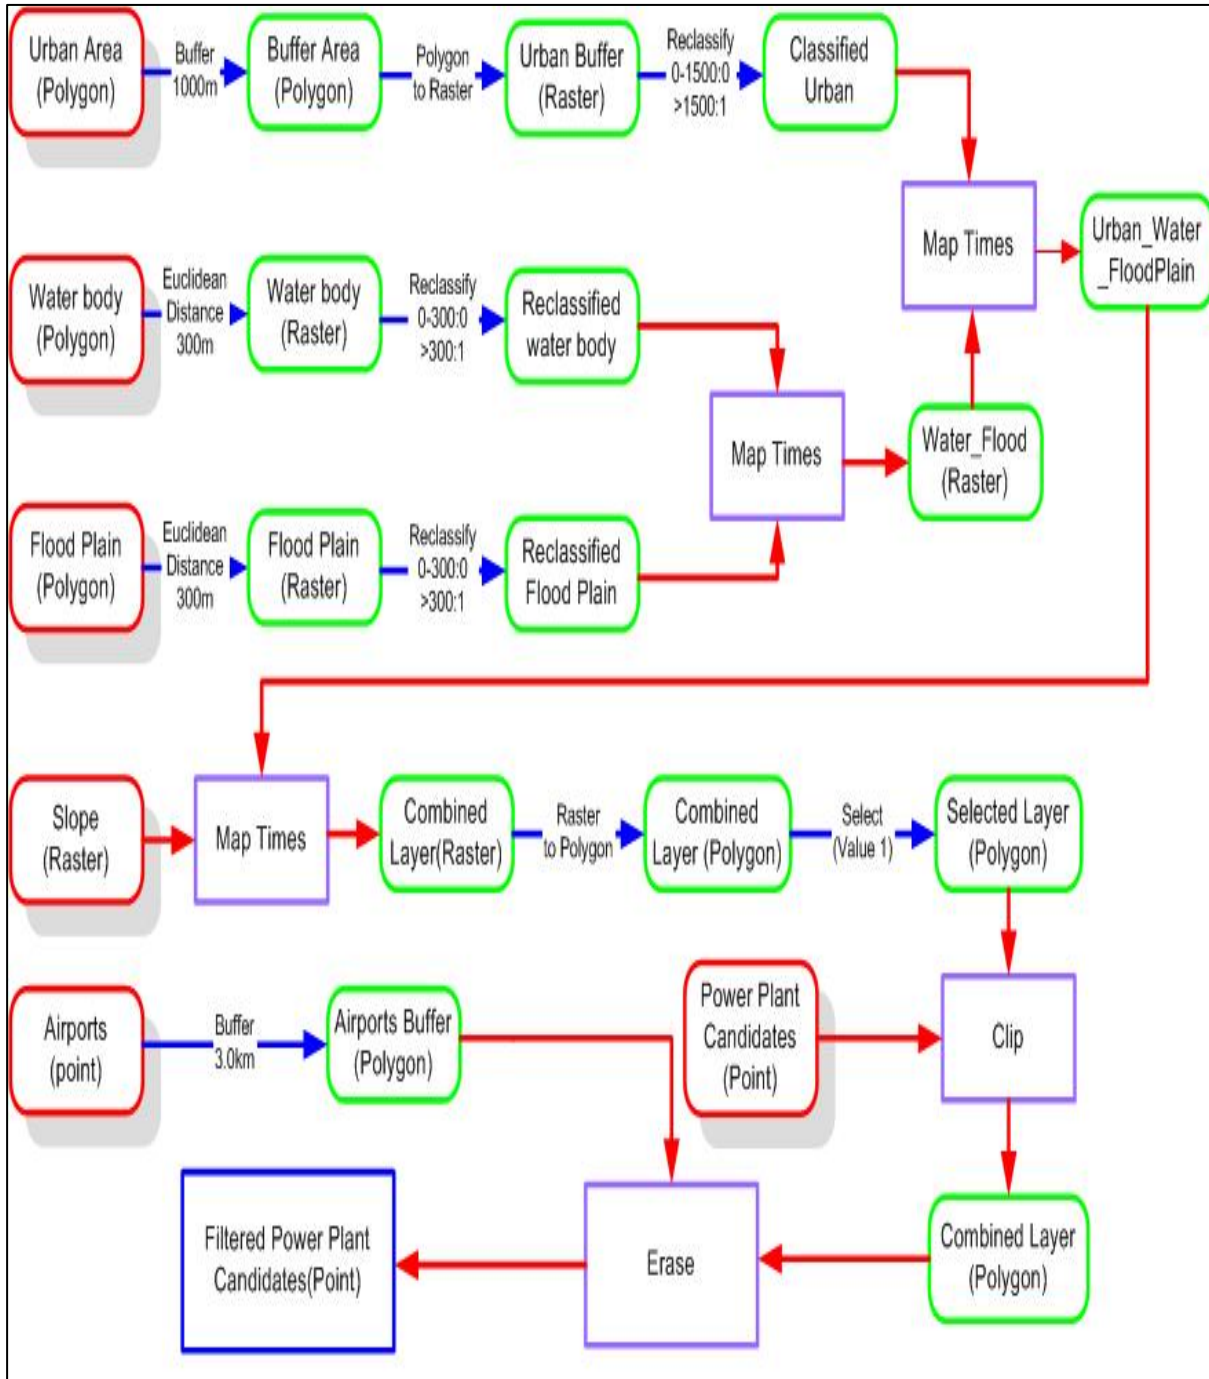 Urban Area
(Polygon)
Buffer
1000m
Buffer Area
(Polygon)
Polygon
to Raster
Urban Buffer
(Raster)
Reclassify
0-1500:0
>1500:1
Classified
Urban
Map Times
Urban_Water
_FloodPlain
Water body
(Polygon)
Euclidean
Distance
300m
Water body
(Raster)
Reclassify
0-300:0
>300:1
Reclassified
water body
Map Times
Water_Flood
(Raster)
Flood Plain
(Polygon)
Euclidean
Distance
300m
Flood Plain
(Raster)
Reclassify
0-300:0
>300:1
Reclassified
Flood Plain
Slope
(Raster)
Map Times
Combined
Layer(Raster)
Raster
to Polygon
Combined
Layer (Polygon)
Select
(Value 1)
Selected Layer
(Polygon)
Airports
(point)
Buffer
3.0km
Airports Buffer
(Polygon)
Power Plant
Candidates
(Point)
Clip
Filtered Power Plant
Candidates(Point)
Erase
Combined Layer
(Polygon)